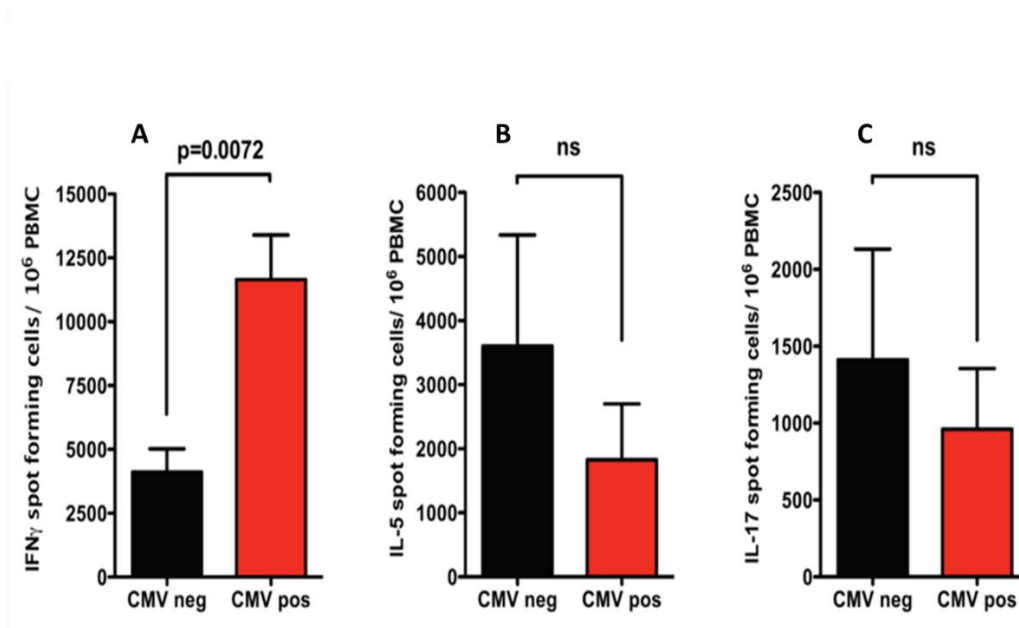 A
p=0.0072
IFNγ spot forming cells/ 10⁶ PBMC
15000
12500
10000
7500
5000
2500
0
CMV neg CMV pos
B
ns
IL-5 spot forming cells/ 10⁶ PBMC
6000
5000
4000
3000
2000
1000
0
CMV neg CMV pos
C
ns
IL-17 spot forming cells/ 10⁶ PBMC
2500
2000
1500
1000
500
0
CMV neg CMV pos